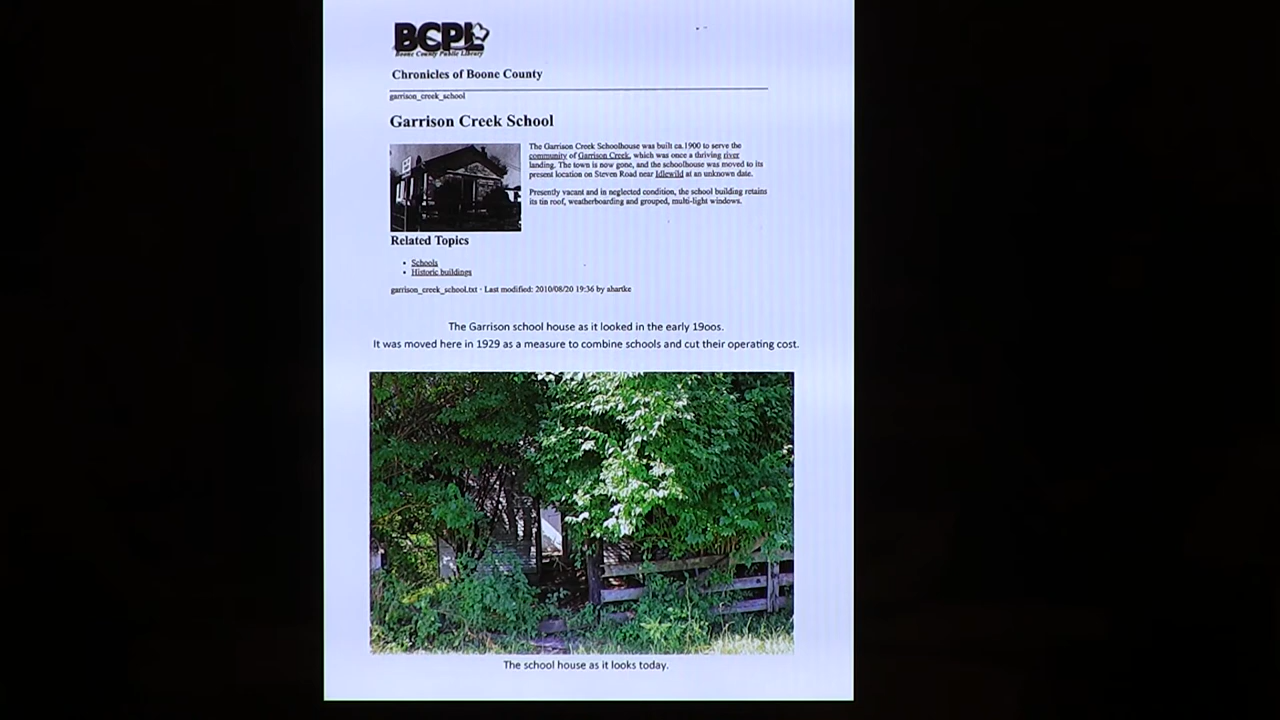 BCPL
Boone County Public Library
Chronicles of Boone County
garrison_creek_school
Garrison Creek School
The Garrison Creek Schoolhouse was built ca.1900 to serve the
community of Garrison Creek, which was once a thriving river
landing. The town is now gone, and the schoolhouse was moved to its
present location on Steven Road near Idlewild at an unknown date.
Presently vacant and in neglected condition, the school building retains
its tin roof, weatherboarding and grouped, multi-light windows.
Related Topics
• Schools
• Historic buildings
garrison_creek_school.txt · Last modified: 2010/08/20 19:36 by shartke
The Garrison school house as it looked in the early 19oos.
It was moved here in 1929 as a measure to combine schools and cut their operating cost.
The school house as it looks today.